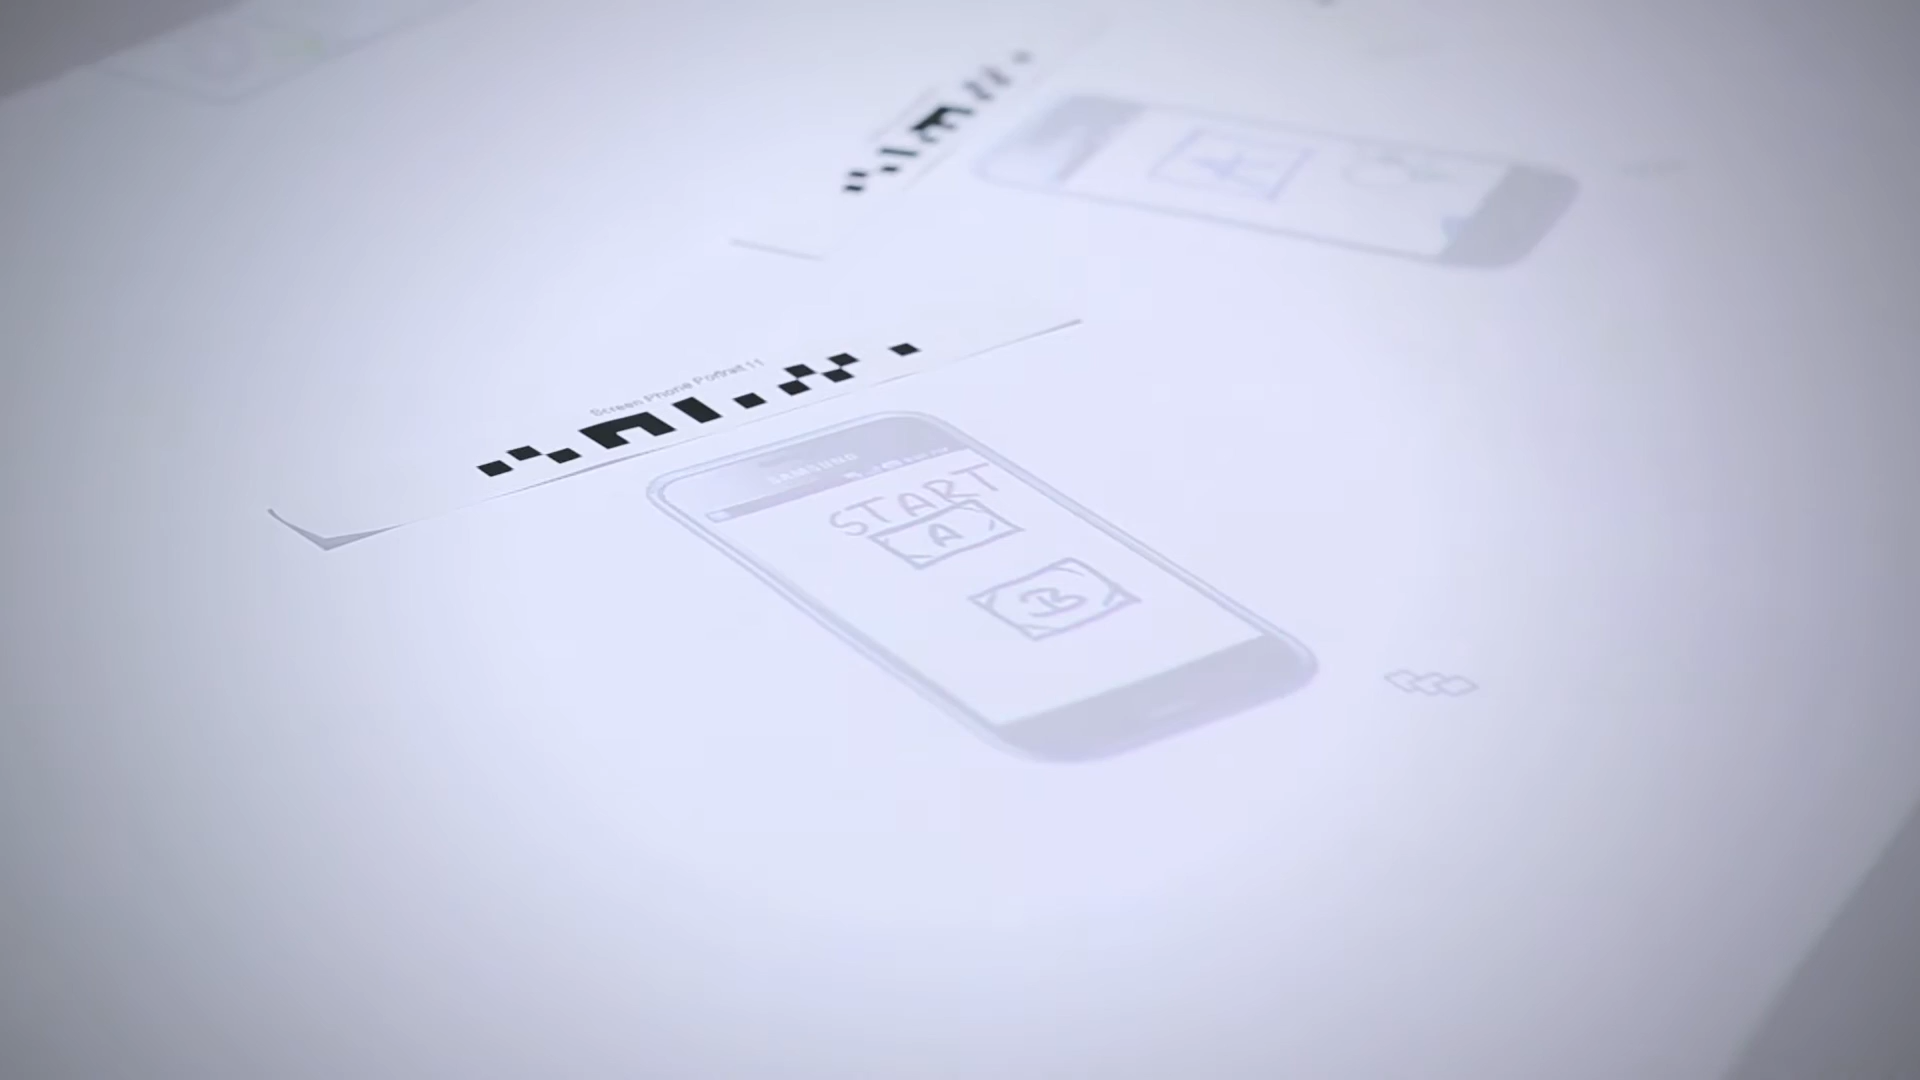 Screen Phone Portrait 11
SAMSUNG
START
A
B
A